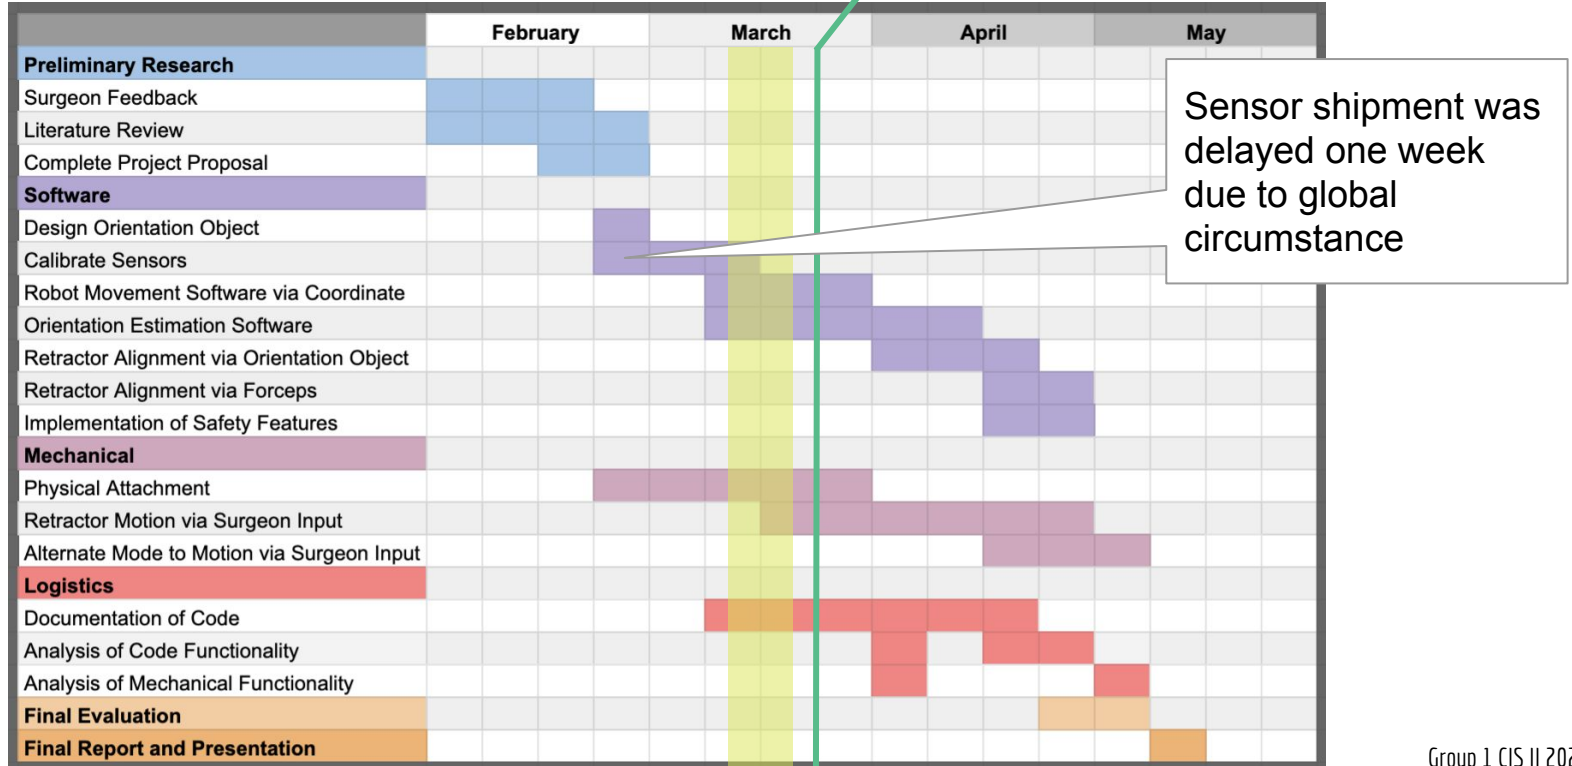 February March April May
Preliminary Research
Surgeon Feedback
Literature Review
Complete Project Proposal
Software
Design Orientation Object
Calibrate Sensors
Robot Movement Software via Coordinate
Orientation Estimation Software
Retractor Alignment via Orientation Object
Retractor Alignment via Forceps
Implementation of Safety Features
Mechanical
Physical Attachment
Retractor Motion via Surgeon Input
Alternate Mode to Motion via Surgeon Input
Logistics
Documentation of Code
Analysis of Code Functionality
Analysis of Mechanical Functionality
Final Evaluation
Final Report and Presentation
Sensor shipment was
delayed one week
due to global
circumstance
Group 1 CIS II